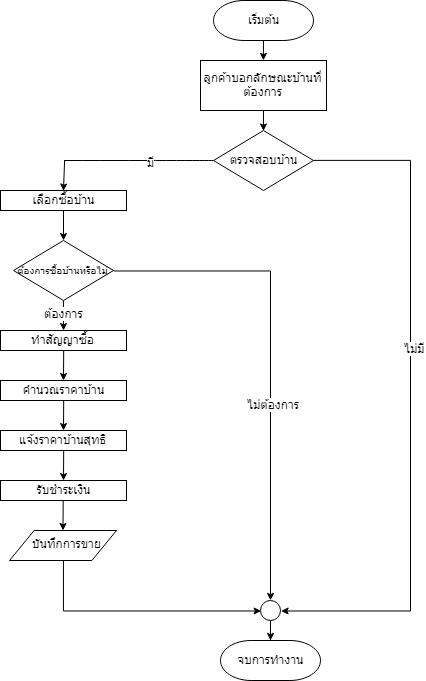 เริ่มต้น
ลูกค้าบอกลักษณะบ้านที่
ต้องการ
ตรวจสอบบ้าน
มี
เลือกซื้อบ้าน
ต้องการซื้อบ้านหรือไม่
ต้องการ
ทำสัญญาซื้อ
ไม่มี
คำนวณราคาบ้าน
ไม่ต้องการ
แจ้งราคาบ้านสุทธิ
รับชำระเงิน
บันทึกการขาย
จบการทำงาน